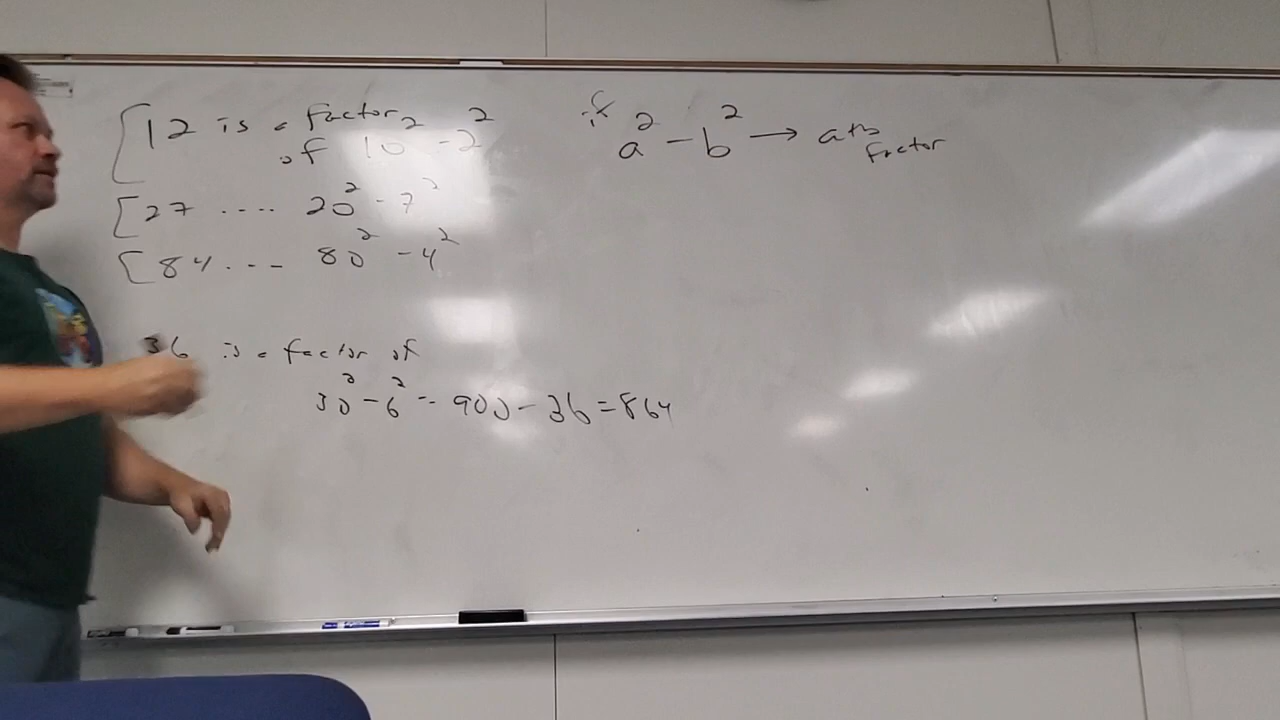 [12 is a factor
of 10² - 2²
[27 .... 20² - 7²
[84 ... 80² - 4²
36 is a factor of
30² - 6² = 900 - 36 = 864
if a² - b² → a+b factor